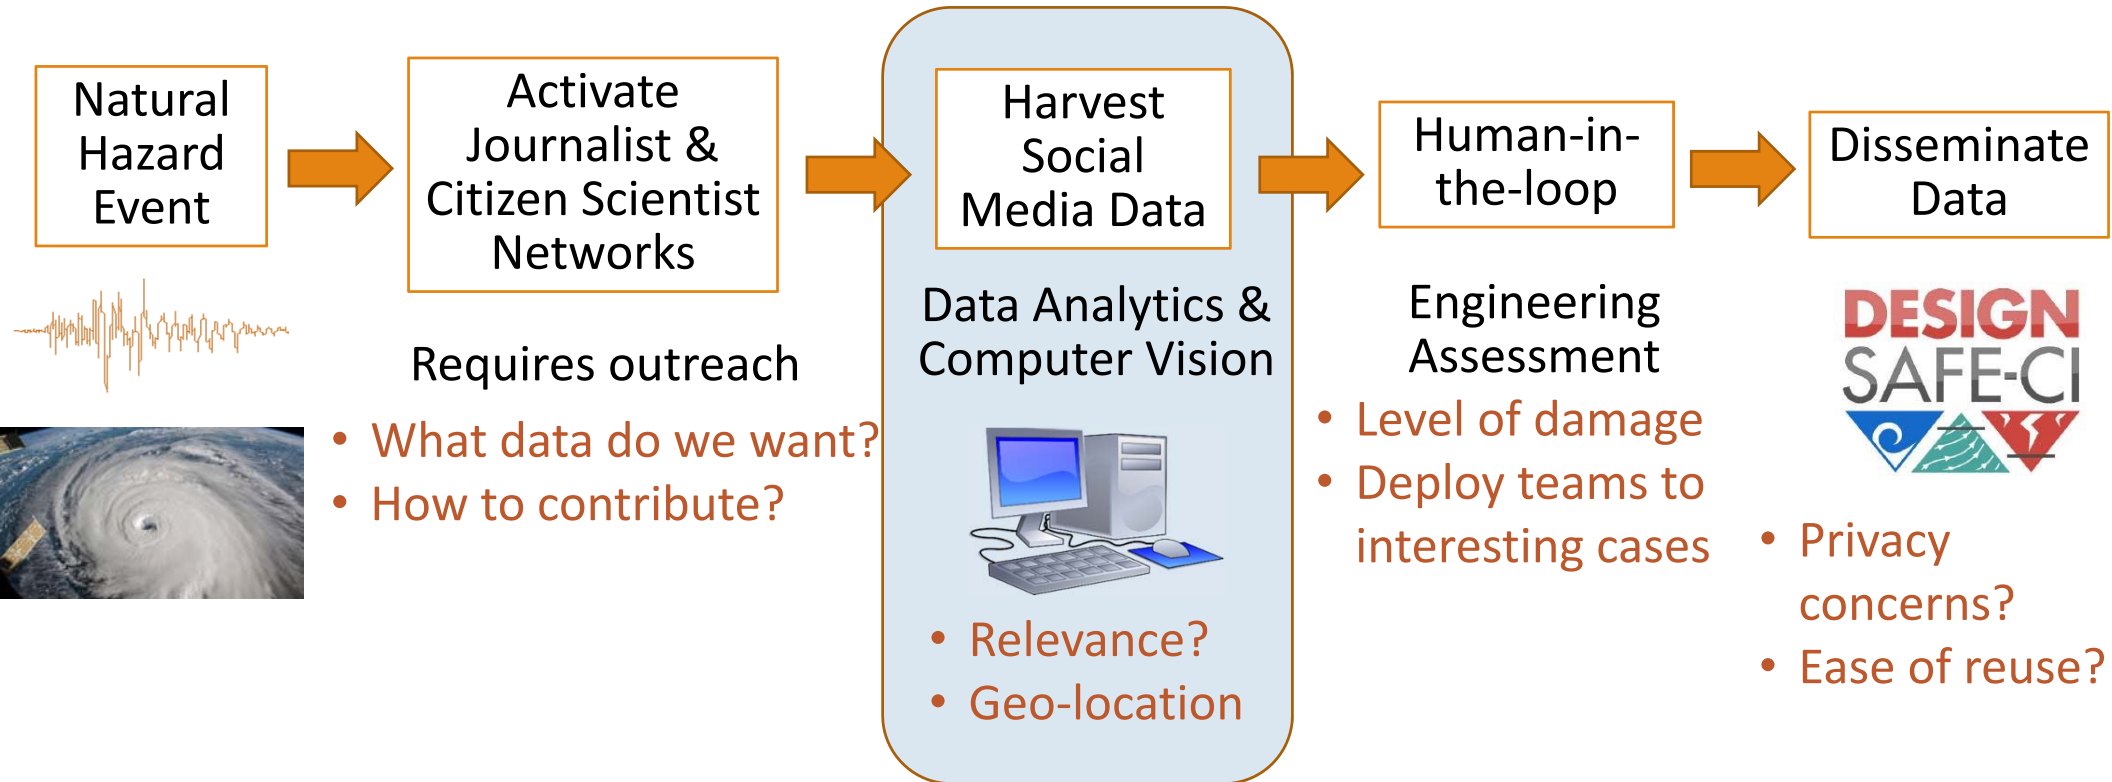 Natural
Hazard
Event
Activate
Journalist &
Citizen Scientist
Networks
Requires outreach
• What data do we want?
• How to contribute?
Harvest
Social
Media Data
Data Analytics &
Computer Vision
• Relevance?
• Geo-location
Human-in-
the-loop
Engineering
Assessment
• Level of damage
• Deploy teams to
interesting cases
Disseminate
Data
DESIGN
SAFE-CI
• Privacy
concerns?
• Ease of reuse?